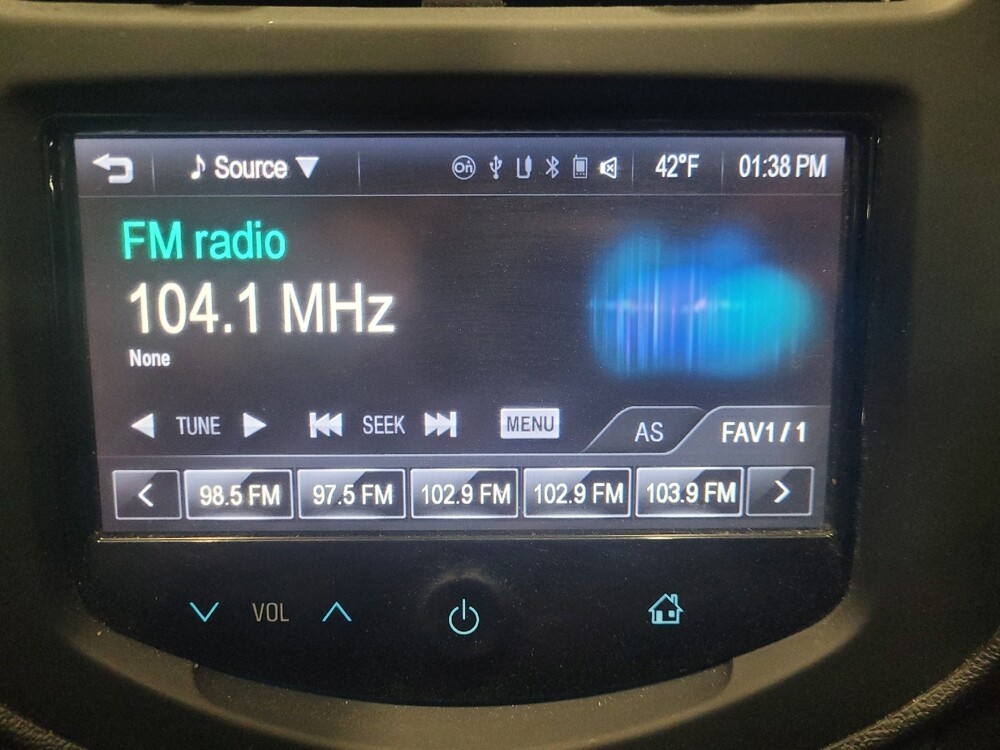 Source On 42°F 01:38 PM
FM radio
104.1 MHz
None
TUNE SEEK MENU AS FAV1/1
98.5 FM 97.5 FM 102.9 FM 102.9 FM 103.9 FM
VOL